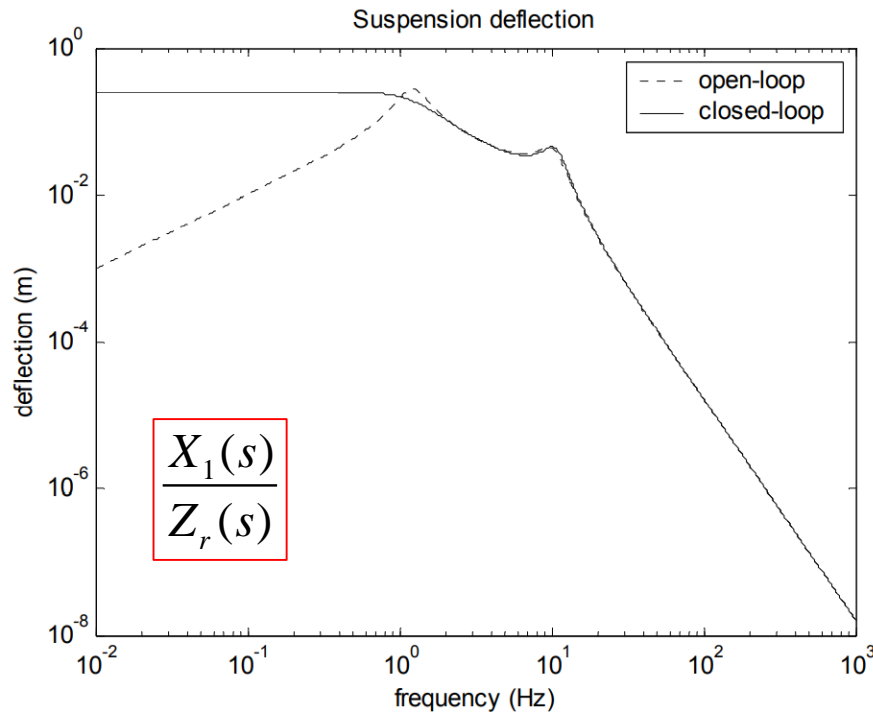 Suspension deflection
10^0
10^-2
10^-4
10^-6
10^-8
deflection (m)
open-loop
closed-loop
X_1(s)
Z_r(s)
10^-2
10^-1
10^0
10^1
10^2
10^3
frequency (Hz)